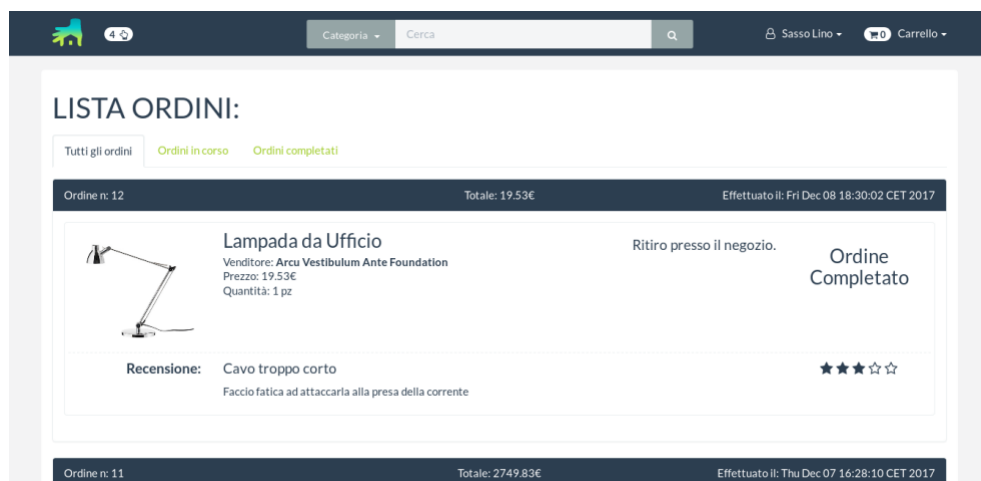 4
Categoria
Cerca
Sasso Lino
0 Carrello
LISTA ORDINI:
Tutti gli ordini
Ordini in corso
Ordini completati
Ordine n: 12
Totale: 19.53€
Effettuato il: Fri Dec 08 18:30:02 CET 2017
Lampada da Ufficio
Venditore: Arcu Vestibulum Ante Foundation
Prezzo: 19.53€
Quantità: 1 pz
Ritiro presso il negozio.
Ordine
Completato
Recensione:
Cavo troppo corto
Faccio fatica ad attaccarla alla presa della corrente
Ordine n: 11
Totale: 2749.83€
Effettuato il: Thu Dec 07 16:28:10 CET 2017